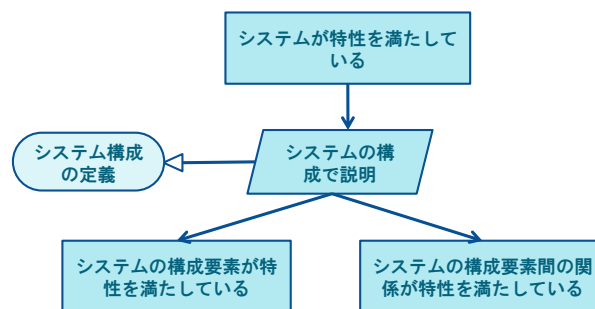 システムが特性を満たして
いる
システムの構
成で説明
システム構成
の定義
システムの構成要素が特
性を満たしている
システムの構成要素間の関
係が特性を満たしている